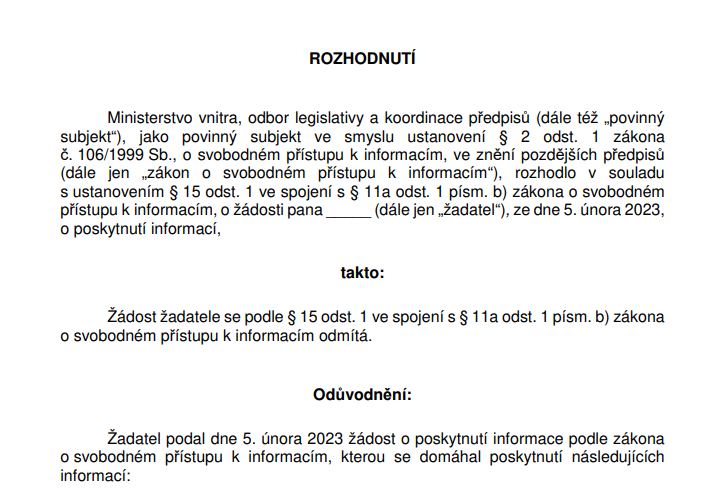 ROZHODNUTÍ
Ministerstvo vnitra, odbor legislativy a koordinace předpisů (dále též „povinný
subjekt“), jako povinný subjekt ve smyslu ustanovení § 2 odst. 1 zákona
č. 106/1999 Sb., o svobodném přístupu k informacím, ve znění pozdějších předpisů
(dále jen „zákon o svobodném přístupu k informacím“), rozhodlo v souladu
s ustanovením § 15 odst. 1 ve spojení s § 11a odst. 1 písm. b) zákona o svobodném
přístupu k informacím, o žádosti pana _____ (dále jen „žadatel“), ze dne 5. února 2023,
o poskytnutí informací,
takto:
Žádost žadatele se podle § 15 odst. 1 ve spojení s § 11a odst. 1 písm. b) zákona
o svobodném přístupu k informacím odmítá.
Odůvodnění:
Žadatel podal dne 5. února 2023 žádost o poskytnutí informace podle zákona
o svobodném přístupu k informacím, kterou se domáhal poskytnutí následujících
informací: